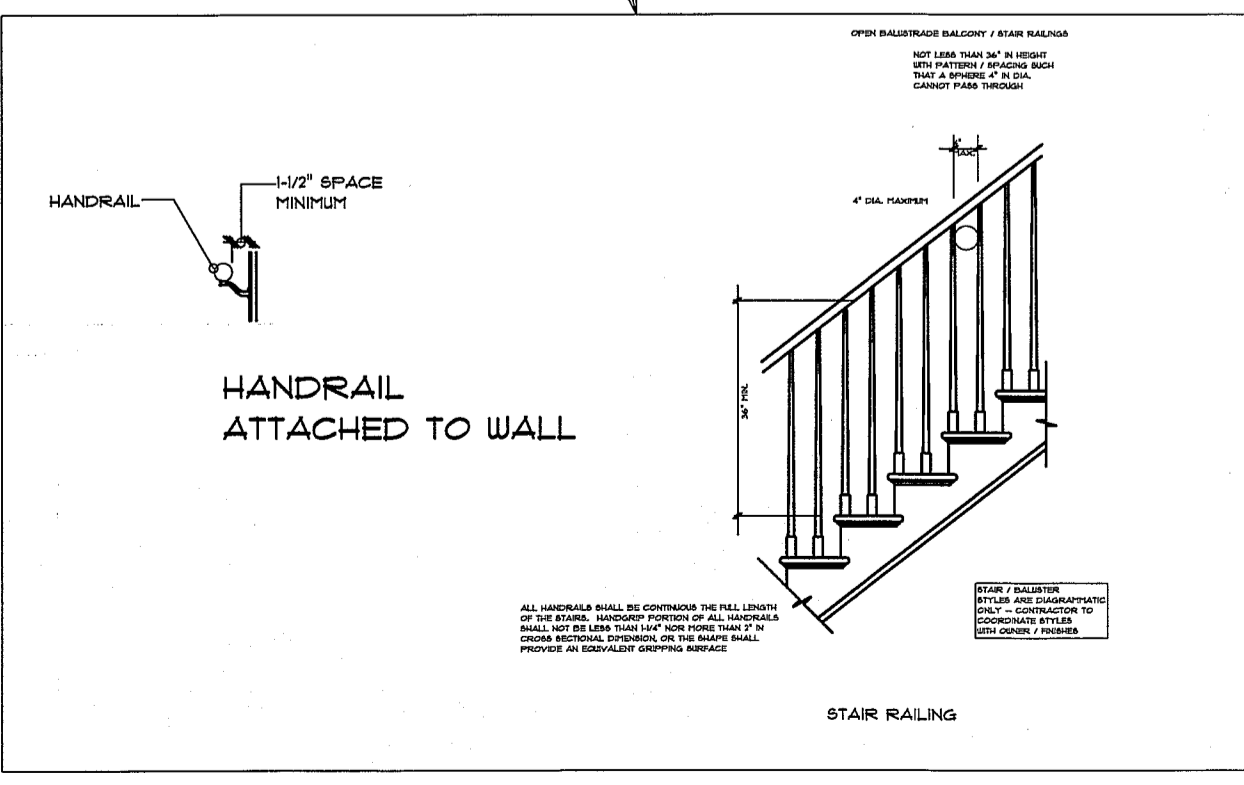 OPEN BALUSTRADE BALCONY / STAIR RAILINGS
NOT LESS THAN 36" IN HEIGHT
WITH PATTERN / SPACING SUCH
THAT A SPHERE 4" IN DIA.
CANNOT PASS THROUGH
HANDRAIL
1-1/2" SPACE
MINIMUM
4"
MAX.
4" DIA. MAXIMUM
36" MIN.
HANDRAIL
ATTACHED TO WALL
ALL HANDRAILS SHALL BE CONTINUOUS THE FULL LENGTH
OF THE STAIRS. HANDGRIP PORTION OF ALL HANDRAILS
SHALL NOT BE LESS THAN 1-1/4" NOR MORE THAN 2" IN
CROSS SECTIONAL DIMENSION, OR THE SHAPE SHALL
PROVIDE AN EQUIVALENT GRIPPING SURFACE
STAIR / BALUSTER
STYLES ARE DIAGRAMMATIC
ONLY -- CONTRACTOR TO
COORDINATE STYLES
WITH OWNER / FINISHES
STAIR RAILING